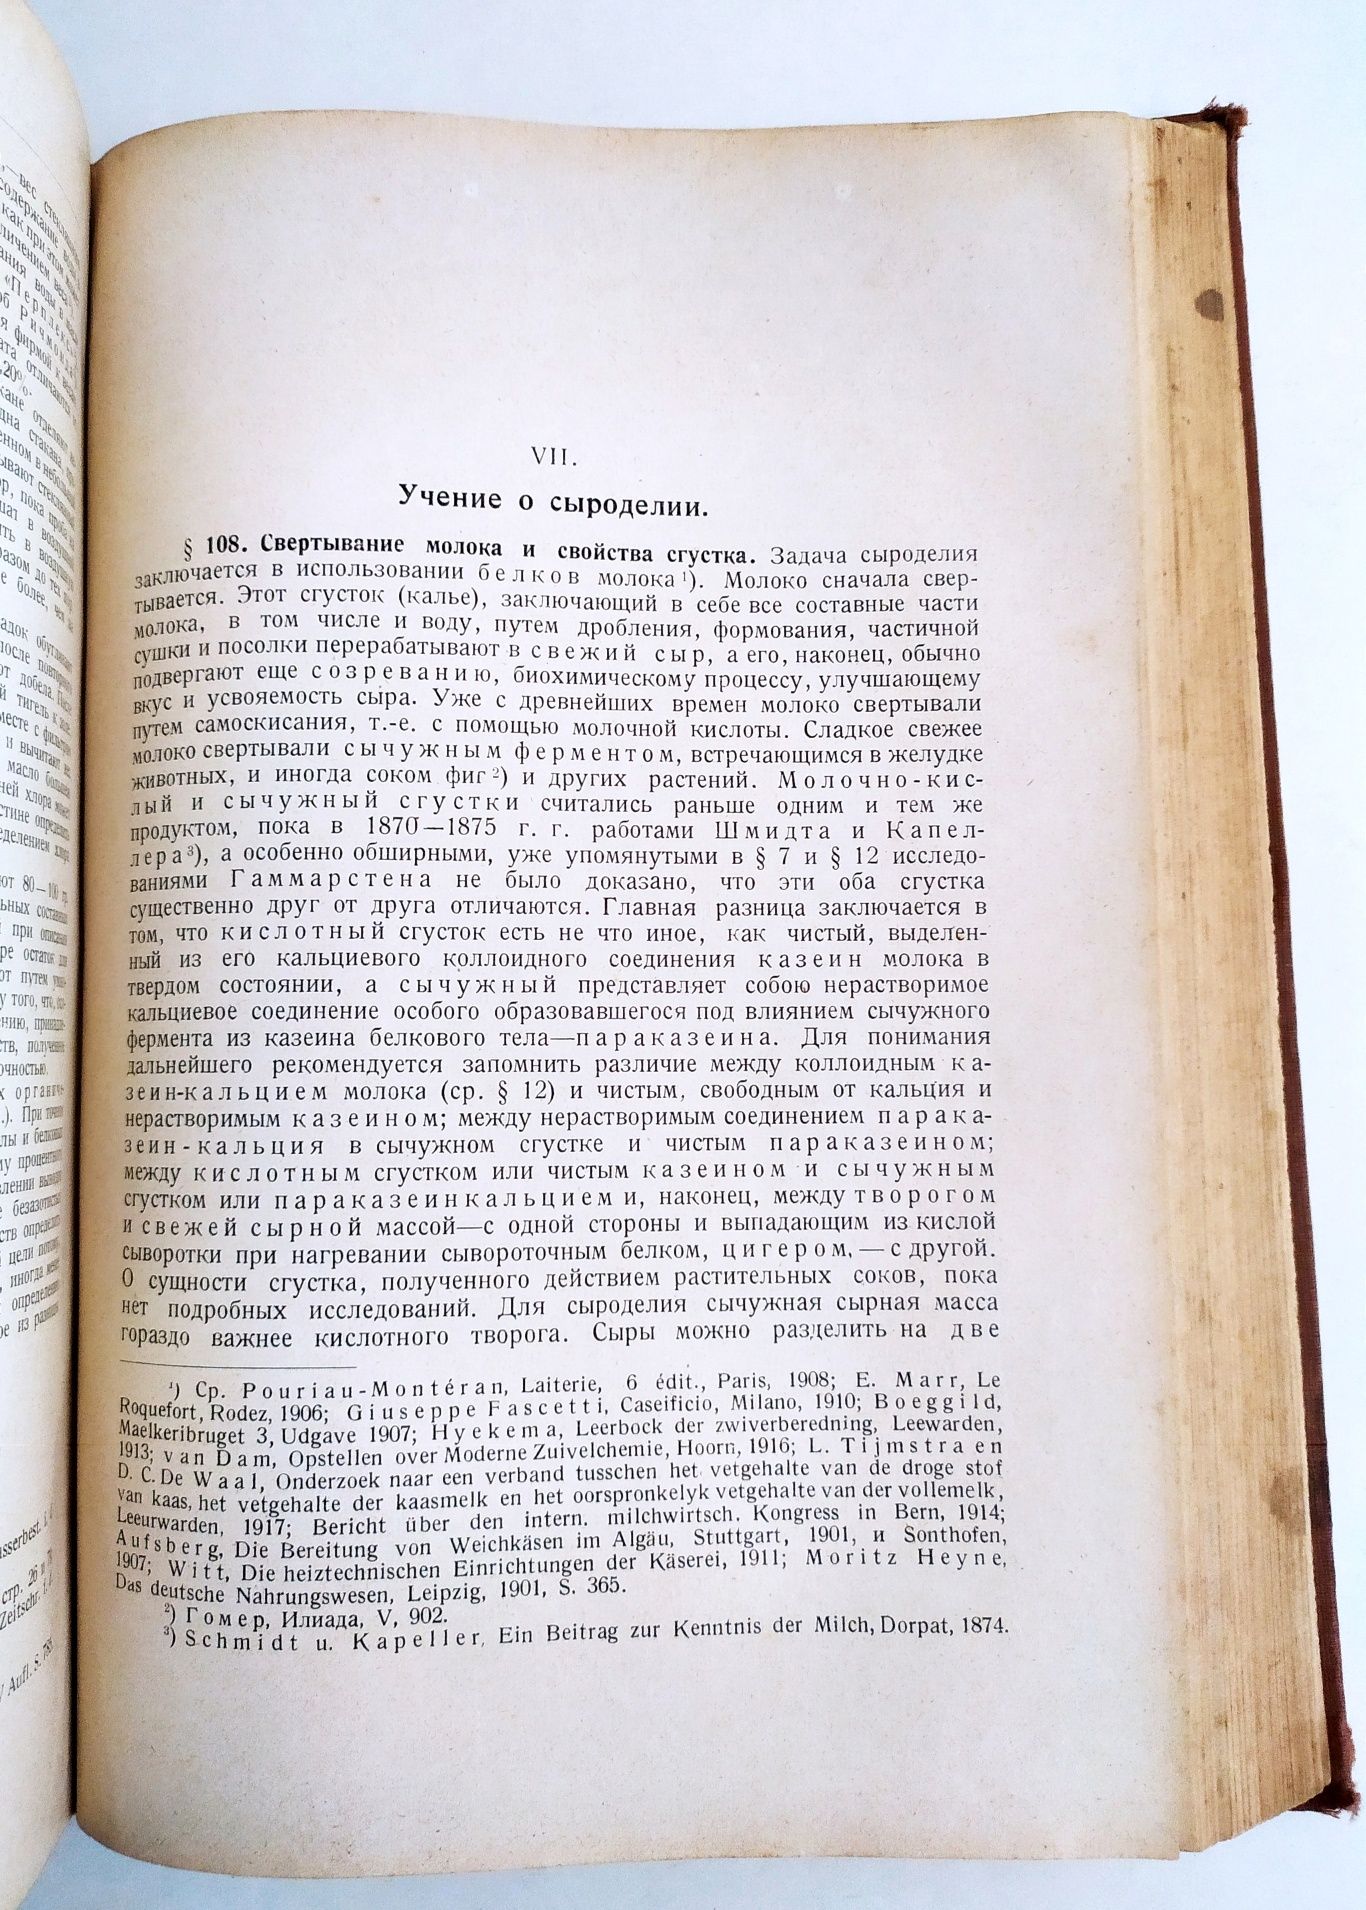 VII.
Учение о сыроделии.
§ 108. Свертывание молока и свойства сгустка. Задача сыроделия
заключается в использовании белков молока ¹). Молоко сначала свер-
тывается. Этот сгусток (калье), заключающий в себе все составные части
молока, в том числе и воду, путем дробления, формования, частичной
сушки и посолки перерабатывают в свежий сыр, а его, наконец, обычно
подвергают еще созреванию, биохимическому процессу, улучшающему
вкус и усвояемость сыра. Уже с древнейших времен молоко свертывали
путем самоскисания, т.-е. с помощью молочной кислоты. Сладкое свежее
молоко свертывали сычужным ферментом, встречающимся в желудке
животных, и иногда соком фиг ²) и других растений. Молочно-кис-
лый и сычужный сгустки считались раньше одним и тем же
продуктом, пока в 1870—1875 г. г. работами Шмидта и Капел-
лера ³), а особенно обширными, уже упомянутыми в § 7 и § 12 исследо-
ваниями Гаммарстена не было доказано, что эти оба сгустка
существенно друг от друга отличаются. Главная разница заключается в
том, что кислотный сгусток есть не что иное, как чистый, выделен-
ный из его кальциевого коллоидного соединения казеин молока в
твердом состоянии, а сычужный представляет собою нерастворимое
кальциевое соединение особого образовавшегося под влиянием сычужного
фермента из казеина белкового тела—параказеина. Для понимания
дальнейшего рекомендуется запомнить различие между коллоидным ка-
зеин-кальцием молока (ср. § 12) и чистым, свободным от кальция и
нерастворимым казеином; между нерастворимым соединением парака-
зеин-кальция в сычужном сгустке и чистым параказеином;
между кислотным сгустком или чистым казеином и сычужным
сгустком или параказеинкальцием и, наконец, между творогом
и свежей сырной массой—с одной стороны и выпадающим из кислой
сыворотки при нагревании сывороточным белком, цигером, — с другой.
О сущности сгустка, полученного действием растительных соков, пока
нет подробных исследований. Для сыроделия сычужная сырная масса
гораздо важнее кислотного творога. Сыры можно разделить на две
¹) Ср. Pouriau-Montéran, Laiterie, 6 édit., Paris, 1908; E. Marr, Le
Roquefort, Rodez, 1906; Giuseppe Fascetti, Caseificio, Milano, 1910; Boeggild,
Maelkeribruget 3, Udgave 1907; Hyekema, Leerbock der zwiverberedning, Leewarden,
1913; van Dam, Opstellen over Moderne Zuivelchemie, Hoorn, 1916; L. Tijmstra en
D. C. De Waal, Onderzoek naar een verband tusschen het vetgehalte van de droge stof
van kaas, het vetgehalte der kaasmelk en het oorspronkelyk vetgehalte van der vollemelk,
Leeurwarden, 1917; Bericht über den intern. milchwirtsch. Kongress in Bern, 1914;
Aufsberg, Die Bereitung von Weichkäsen im Algäu, Stuttgart, 1901, и Sonthofen,
1907; Witt, Die heiztechnischen Einrichtungen der Käserei, 1911; Moritz Heyne,
Das deutsche Nahrungswesen, Leipzig, 1901, S. 365.
²) Гомер, Илиада, V, 902.
³) Schmidt u. Kapeller, Ein Beitrag zur Kenntnis der Milch, Dorpat, 1874.